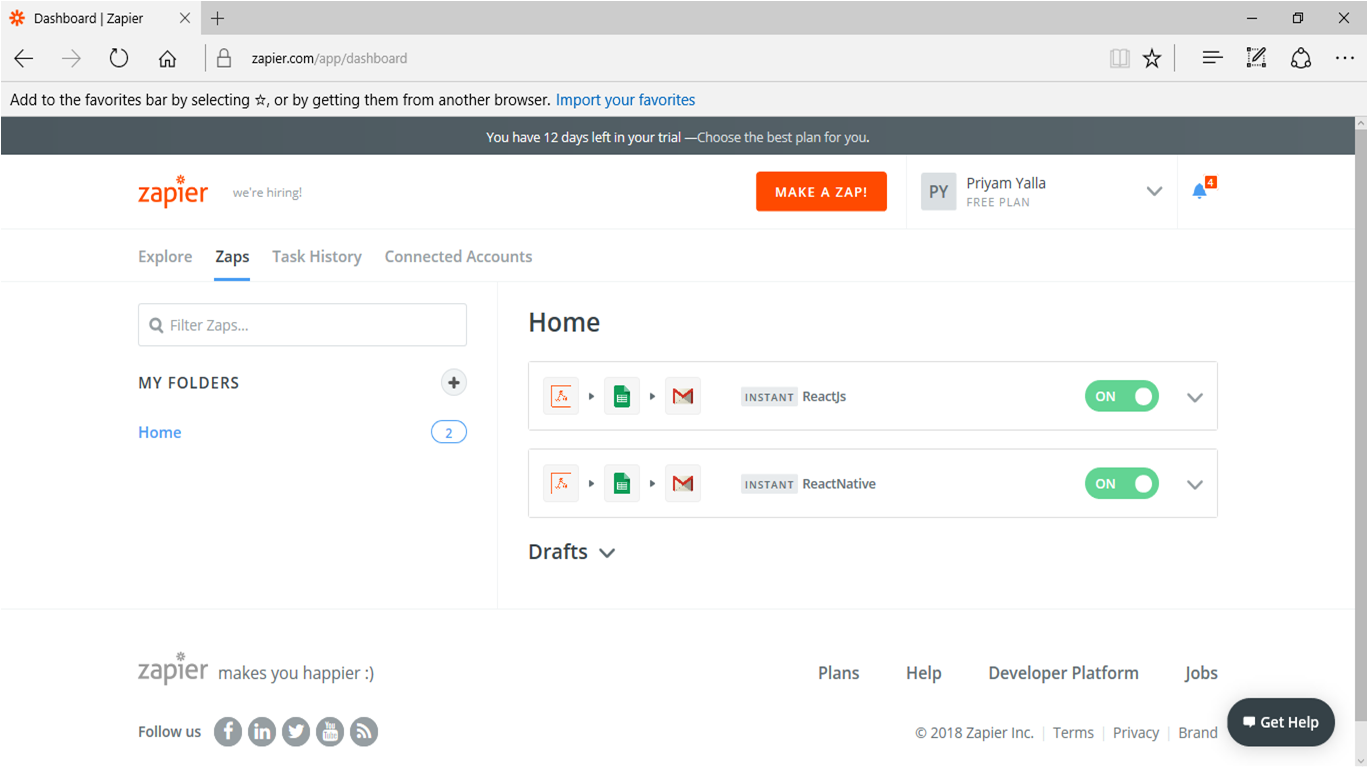 Dashboard | Zapier
zapier.com/app/dashboard
Add to the favorites bar by selecting ☆, or by getting them from another browser. Import your favorites
You have 12 days left in your trial —Choose the best plan for you.
zapier we're hiring! MAKE A ZAP! PY Priyam Yalla 4
FREE PLAN
Explore Zaps Task History Connected Accounts
Filter Zaps...
MY FOLDERS
Home 2
Home
INSTANT ReactJs ON
INSTANT ReactNative ON
Drafts
zapier makes you happier :) Plans Help Developer Platform Jobs
Follow us You Tube © 2018 Zapier Inc. Terms Privacy Brand
Get Help